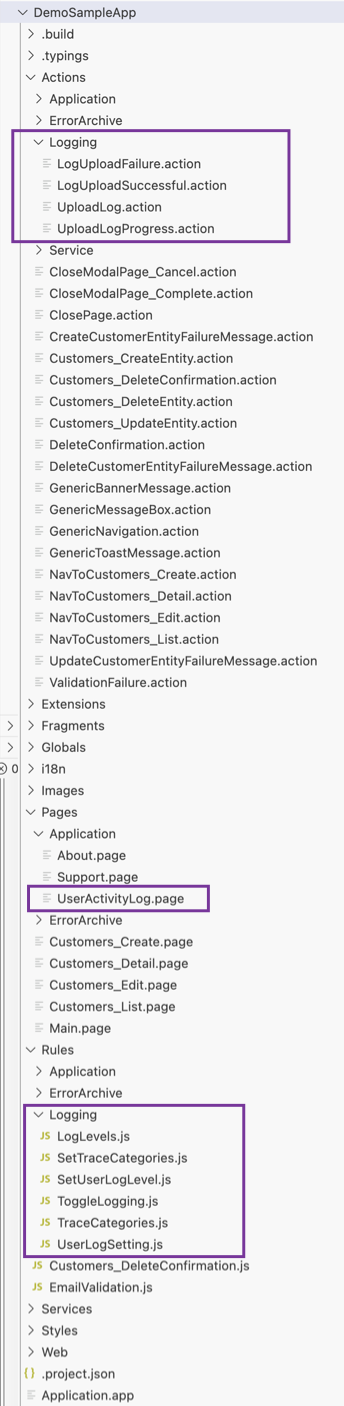 DemoSampleApp
.build
.typings
Actions
Application
ErrorArchive
Logging
LogUploadFailure.action
LogUploadSuccessful.action
UploadLog.action
UploadLogProgress.action
Service
CloseModalPage_Cancel.action
CloseModalPage_Complete.action
ClosePage.action
CreateCustomerEntityFailureMessage.action
Customers_CreateEntity.action
Customers_DeleteConfirmation.action
Customers_DeleteEntity.action
Customers_UpdateEntity.action
DeleteConfirmation.action
DeleteCustomerEntityFailureMessage.action
GenericBannerMessage.action
GenericMessageBox.action
GenericNavigation.action
GenericToastMessage.action
NavToCustomers_Create.action
NavToCustomers_Detail.action
NavToCustomers_Edit.action
NavToCustomers_List.action
UpdateCustomerEntityFailureMessage.action
ValidationFailure.action
Extensions
Fragments
Globals
0 i18n
Images
Pages
Application
About.page
Support.page
UserActivityLog.page
ErrorArchive
Customers_Create.page
Customers_Detail.page
Customers_Edit.page
Customers_List.page
Main.page
Rules
Application
ErrorArchive
Logging
JS LogLevels.js
JS SetTraceCategories.js
JS SetUserLogLevel.js
JS ToggleLogging.js
JS TraceCategories.js
JS UserLogSetting.js
JS Customers_DeleteConfirmation.js
JS EmailValidation.js
Services
Styles
Web
{ } .project.json
Application.app